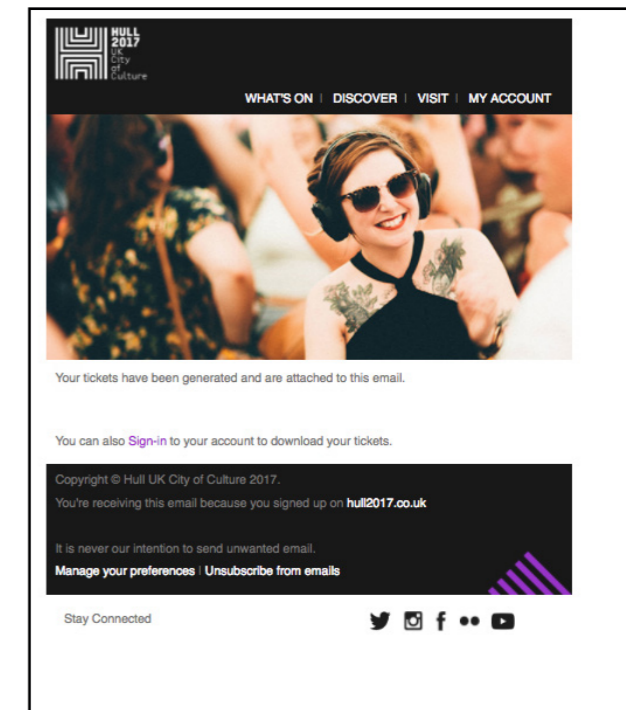 HULL
2017
UK
City
of
Culture
WHAT'S ON | DISCOVER | VISIT | MY ACCOUNT
Your tickets have been generated and are attached to this email.
You can also Sign-in to your account to download your tickets.
Copyright © Hull UK City of Culture 2017.
You're receiving this email because you signed up on hull2017.co.uk
It is never our intention to send unwanted email.
Manage your preferences | Unsubscribe from emails
Stay Connected